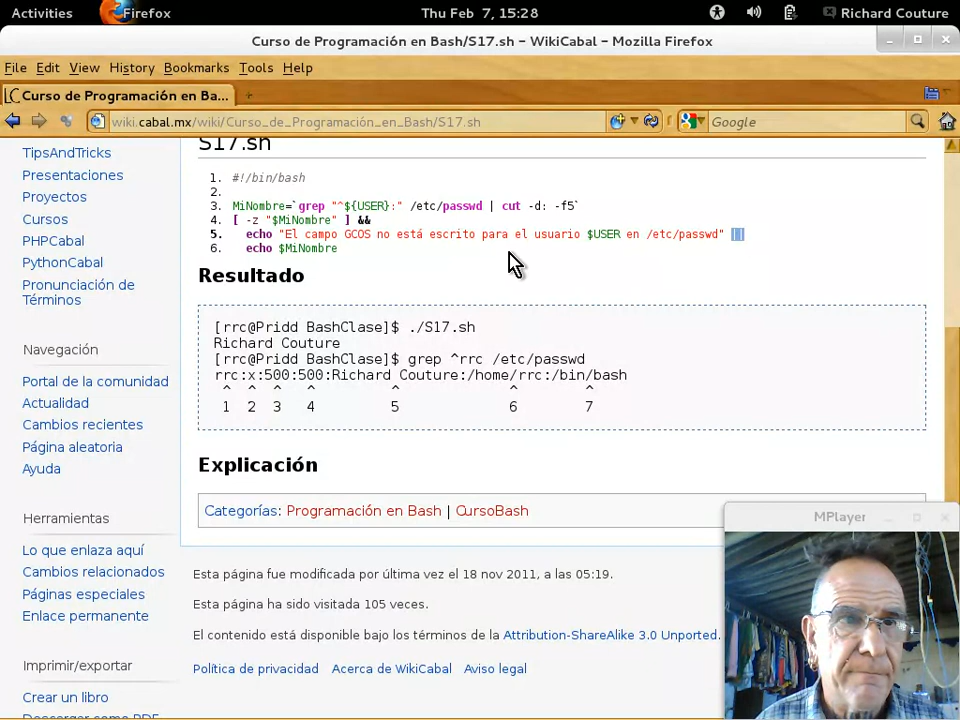 Activities Firefox Thu Feb 7, 15:28 Richard Couture
Curso de Programación en Bash/S17.sh – WikiCabal – Mozilla Firefox
File Edit View History Bookmarks Tools Help
Curso de Programación en Ba...
wiki.cabal.mx/wiki/Curso_de_Programación_en_Bash/S17.sh Google
S17.sh
TipsAndTricks
Presentaciones
Proyectos
Cursos
PHPCabal
PythonCabal
Pronunciación de
Términos
Navegación
Portal de la comunidad
Actualidad
Cambios recientes
Página aleatoria
Ayuda
Herramientas
Lo que enlaza aquí
Cambios relacionados
Páginas especiales
Enlace permanente
Imprimir/exportar
Crear un libro
Descargar como PDF
1. #!/bin/bash
2.
3. MiNombre=`grep "^${USER}:" /etc/passwd | cut -d: -f5`
4. [ -z "$MiNombre" ] &&
5. echo "El campo GCOS no está escrito para el usuario $USER en /etc/passwd" ||
6. echo $MiNombre
Resultado
[rrc@Pridd BashClase]$ ./S17.sh
Richard Couture
[rrc@Pridd BashClase]$ grep ^rrc /etc/passwd
rrc:x:500:500:Richard Couture:/home/rrc:/bin/bash
^ ^ ^ ^ ^ ^ ^
1 2 3 4 5 6 7
Explicación
Categorías: Programación en Bash | CursoBash
Esta página fue modificada por última vez el 18 nov 2011, a las 05:19.
Esta página ha sido visitada 105 veces.
El contenido está disponible bajo los términos de la Attribution-ShareAlike 3.0 Unported.
Política de privacidad Acerca de WikiCabal Aviso legal
MPlayer